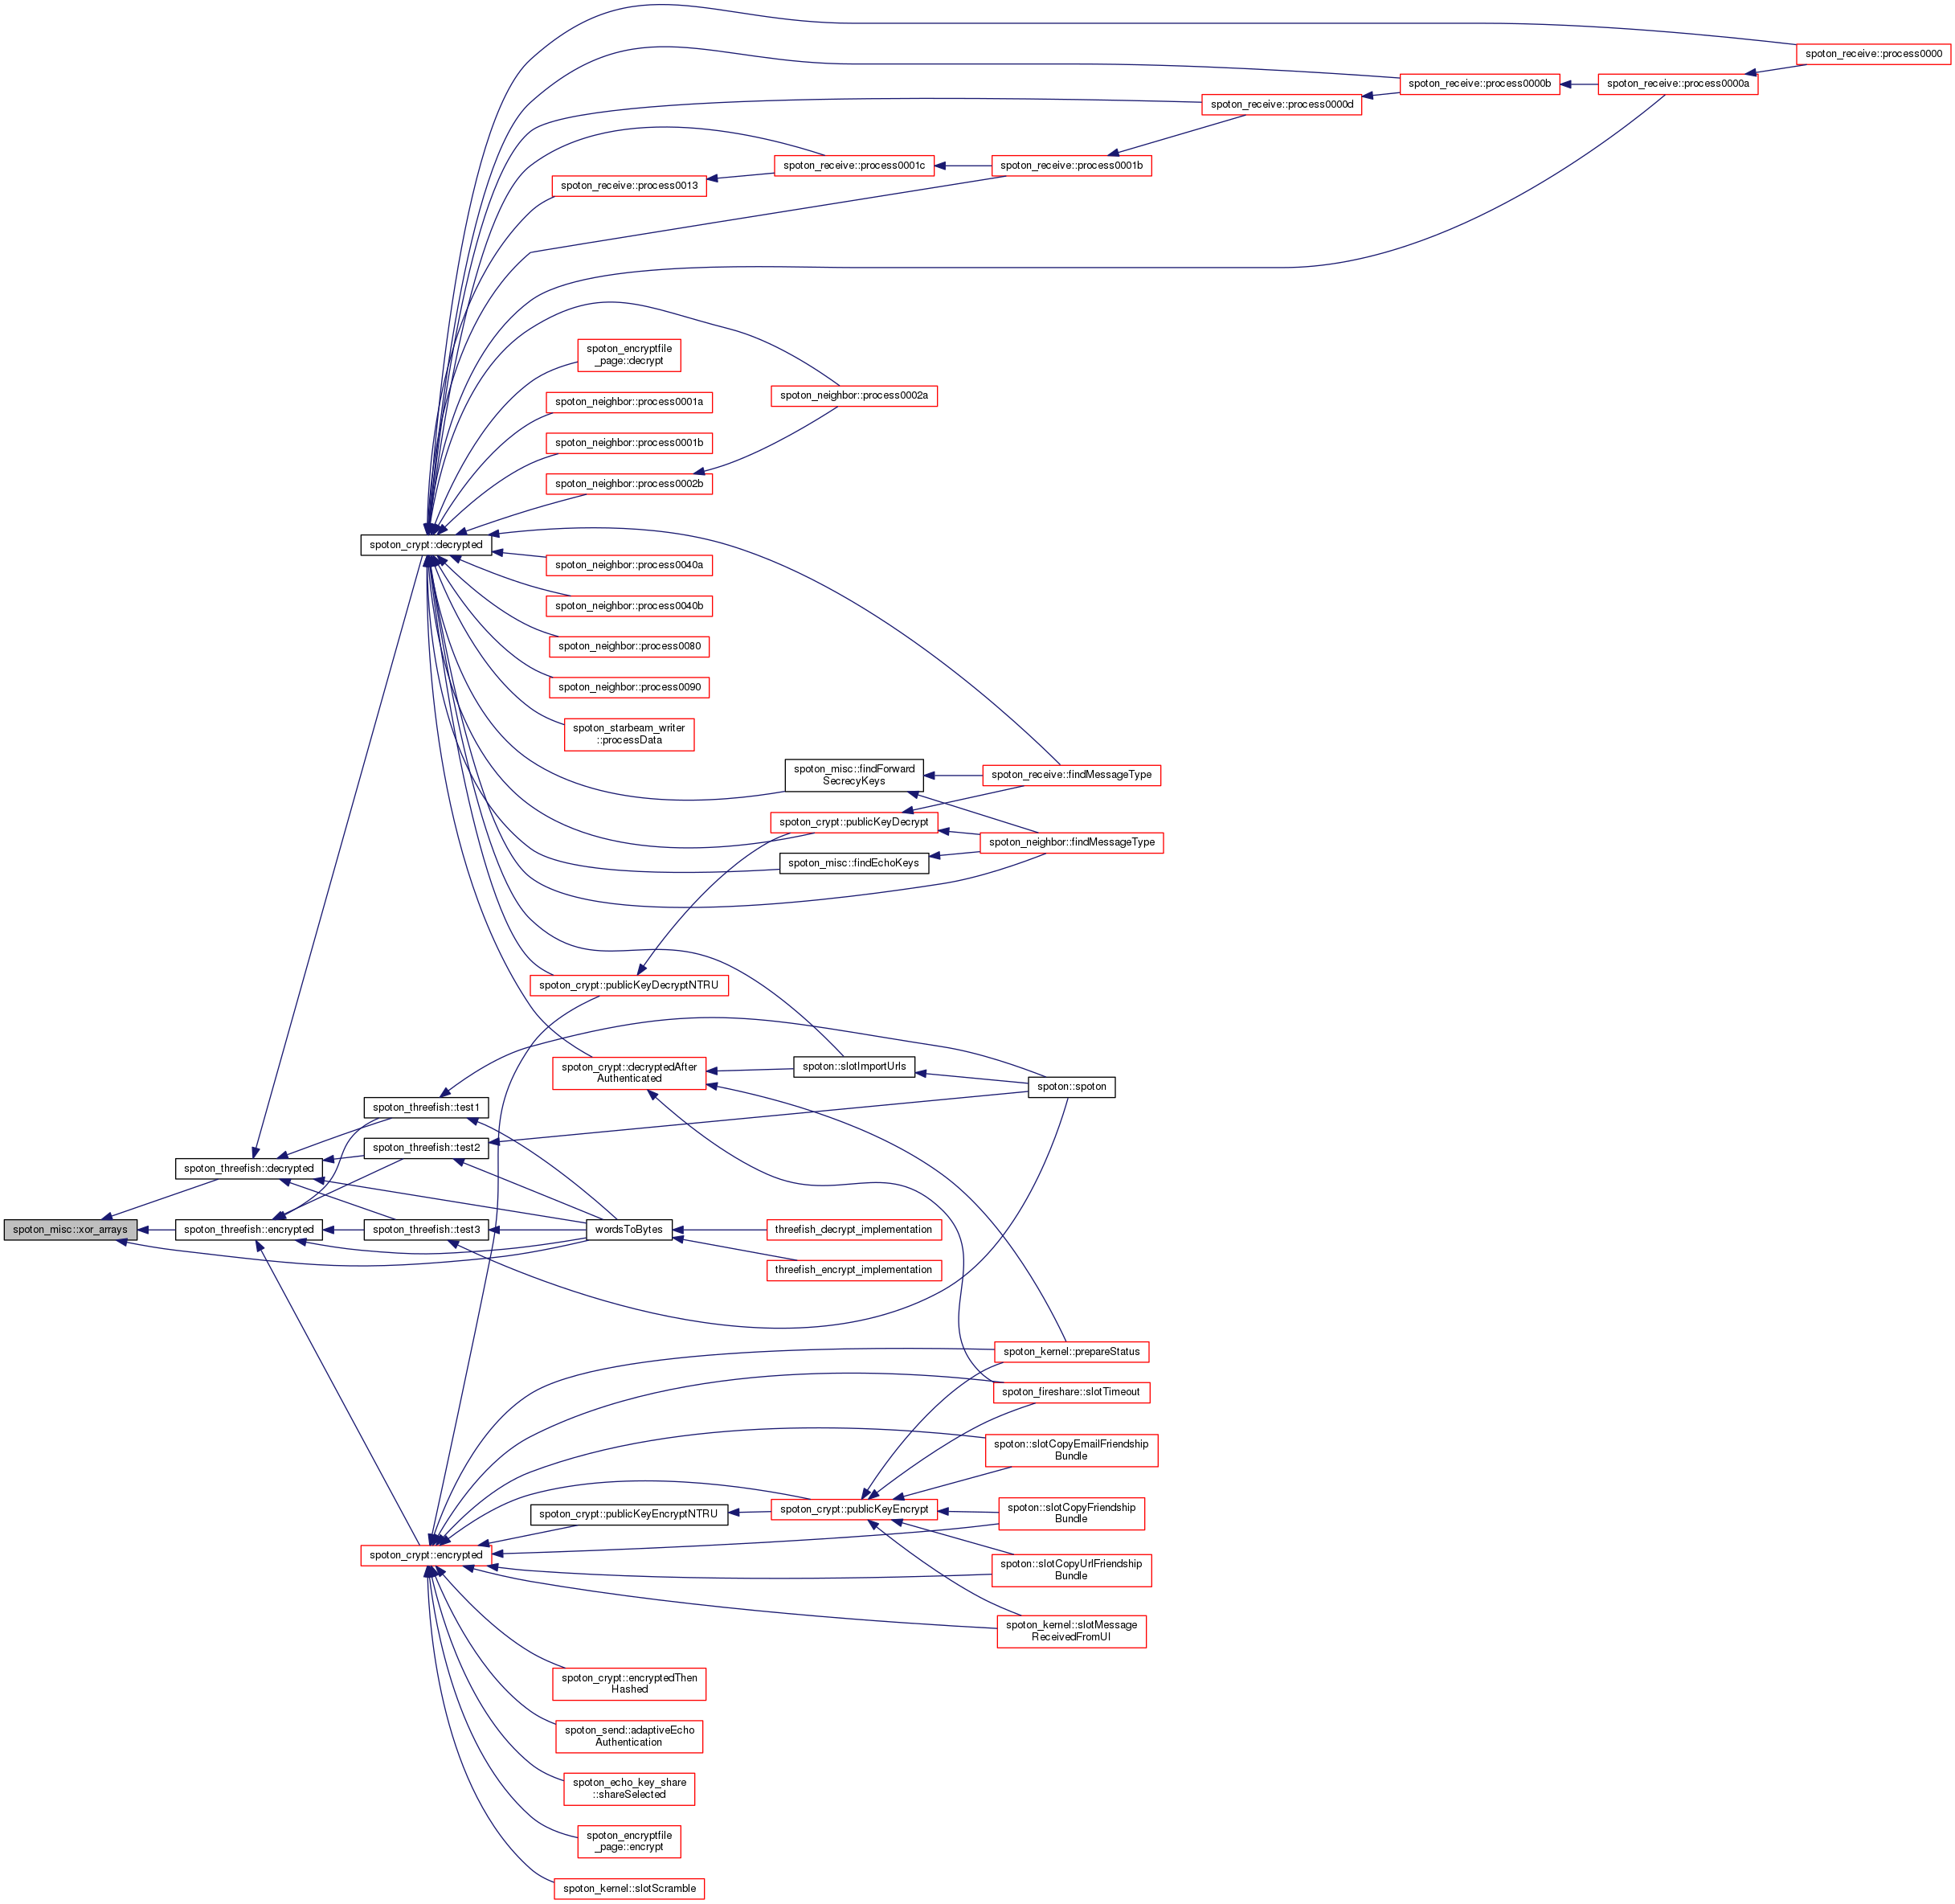 spoton_receive::process0000
spoton_receive::process0000b
spoton_receive::process0000a
spoton_receive::process0000d
spoton_receive::process0001c
spoton_receive::process0001b
spoton_receive::process0013
spoton_encryptfile
_page::decrypt
spoton_neighbor::process0002a
spoton_neighbor::process0001a
spoton_neighbor::process0001b
spoton_neighbor::process0002b
spoton_crypt::decrypted
spoton_neighbor::process0040a
spoton_neighbor::process0040b
spoton_neighbor::process0080
spoton_neighbor::process0090
spoton_starbeam_writer
::processData
spoton_misc::findForward
SecrecyKeys
spoton_receive::findMessageType
spoton_crypt::publicKeyDecrypt
spoton_neighbor::findMessageType
spoton_misc::findEchoKeys
spoton_crypt::publicKeyDecryptNTRU
spoton_crypt::decryptedAfter
Authenticated
spoton::slotImportUrls
spoton::spoton
spoton_threefish::test1
spoton_threefish::test2
spoton_threefish::decrypted
spoton_misc::xor_arrays
spoton_threefish::encrypted
spoton_threefish::test3
wordsToBytes
threefish_decrypt_implementation
threefish_encrypt_implementation
spoton_kernel::prepareStatus
spoton_fireshare::slotTimeout
spoton::slotCopyEmailFriendship
Bundle
spoton_crypt::publicKeyEncryptNTRU
spoton_crypt::publicKeyEncrypt
spoton::slotCopyFriendship
Bundle
spoton_crypt::encrypted
spoton::slotCopyUrlFriendship
Bundle
spoton_kernel::slotMessage
ReceivedFromUI
spoton_crypt::encryptedThen
Hashed
spoton_send::adaptiveEcho
Authentication
spoton_echo_key_share
::shareSelected
spoton_encryptfile
_page::encrypt
spoton_kernel::slotScramble